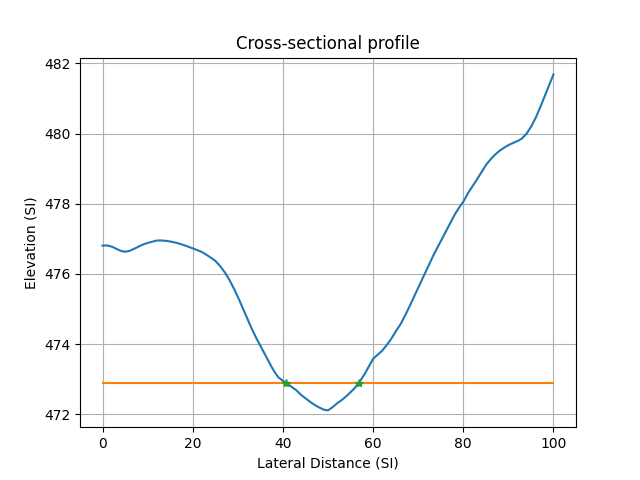 Cross-sectional profile
482
480
478
476
474
472
Elevation (SI)
0 20 40 60 80 100
Lateral Distance (SI)